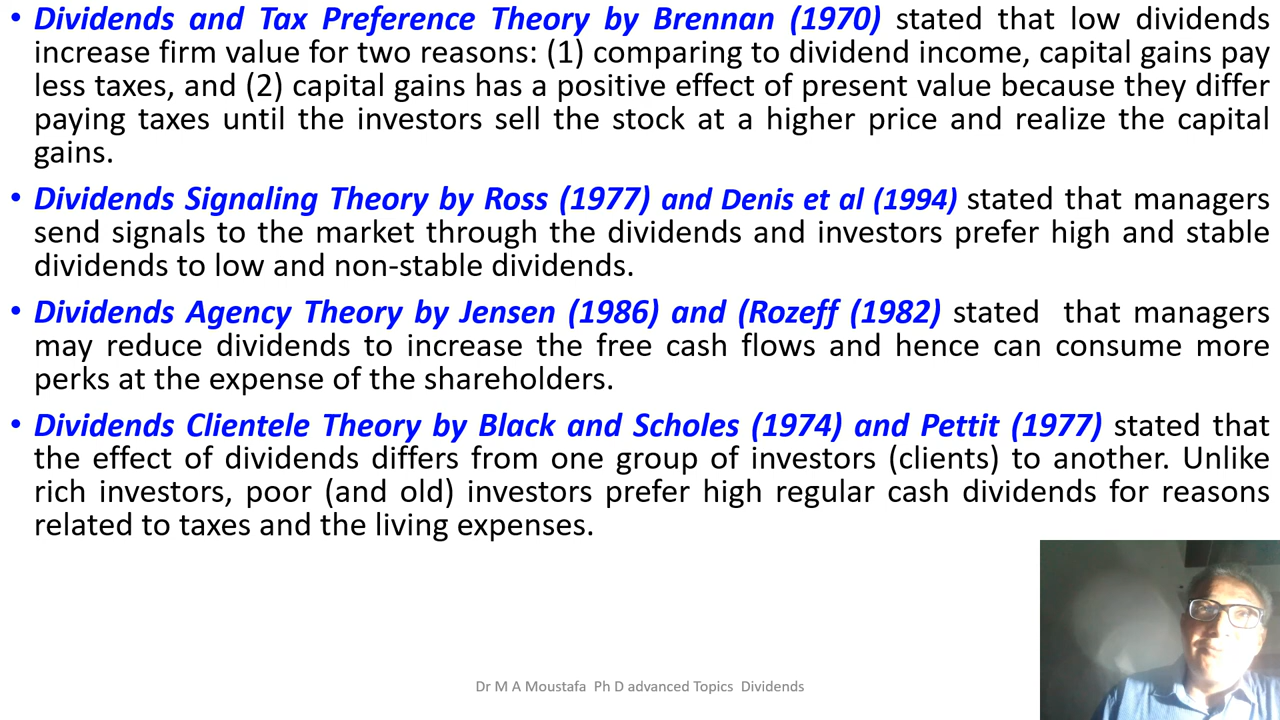 • Dividends and Tax Preference Theory by Brennan (1970) stated that low dividends
increase firm value for two reasons: (1) comparing to dividend income, capital gains pay
less taxes, and (2) capital gains has a positive effect of present value because they differ
paying taxes until the investors sell the stock at a higher price and realize the capital
gains.
• Dividends Signaling Theory by Ross (1977) and Denis et al (1994) stated that managers
send signals to the market through the dividends and investors prefer high and stable
dividends to low and non-stable dividends.
• Dividends Agency Theory by Jensen (1986) and (Rozeff (1982) stated  that managers
may reduce dividends to increase the free cash flows and hence can consume more
perks at the expense of the shareholders.
• Dividends Clientele Theory by Black and Scholes (1974) and Pettit (1977) stated that
the effect of dividends differs from one group of investors (clients) to another. Unlike
rich investors, poor (and old) investors prefer high regular cash dividends for reasons
related to taxes and the living expenses.
Dr M A Moustafa  Ph D advanced Topics  Dividends